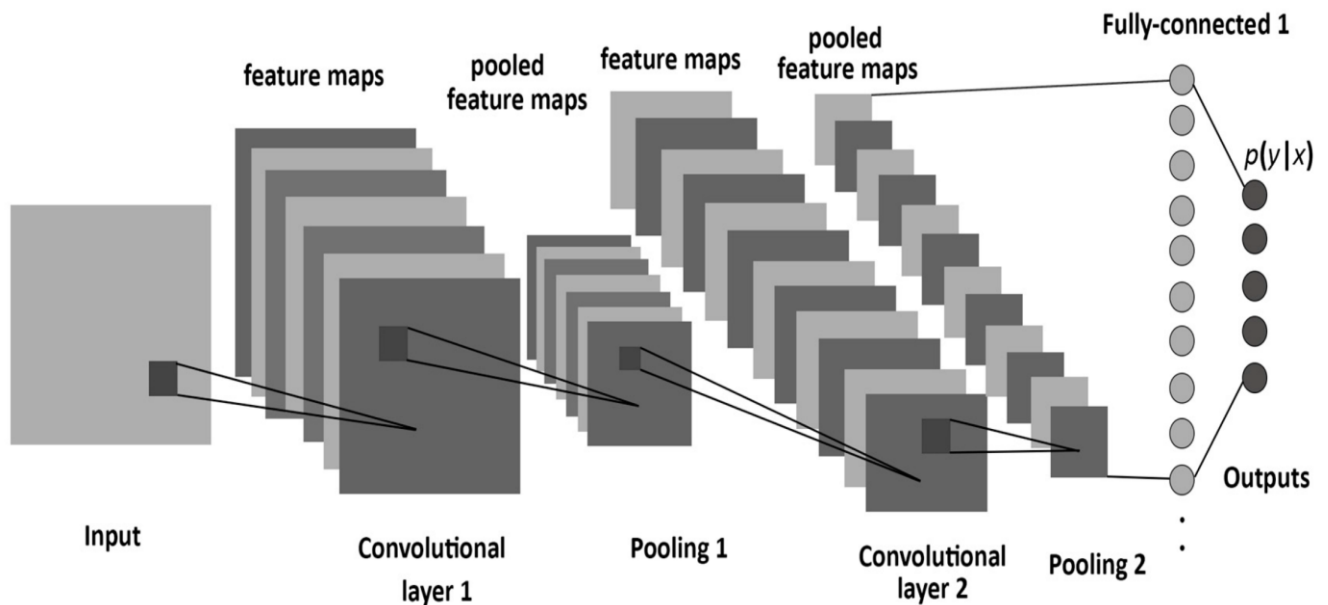 feature maps
pooled
feature maps
feature maps
pooled
feature maps
Fully-connected 1
p(y|x)
Input
Convolutional
layer 1
Pooling 1
Convolutional
layer 2
Pooling 2
Outputs